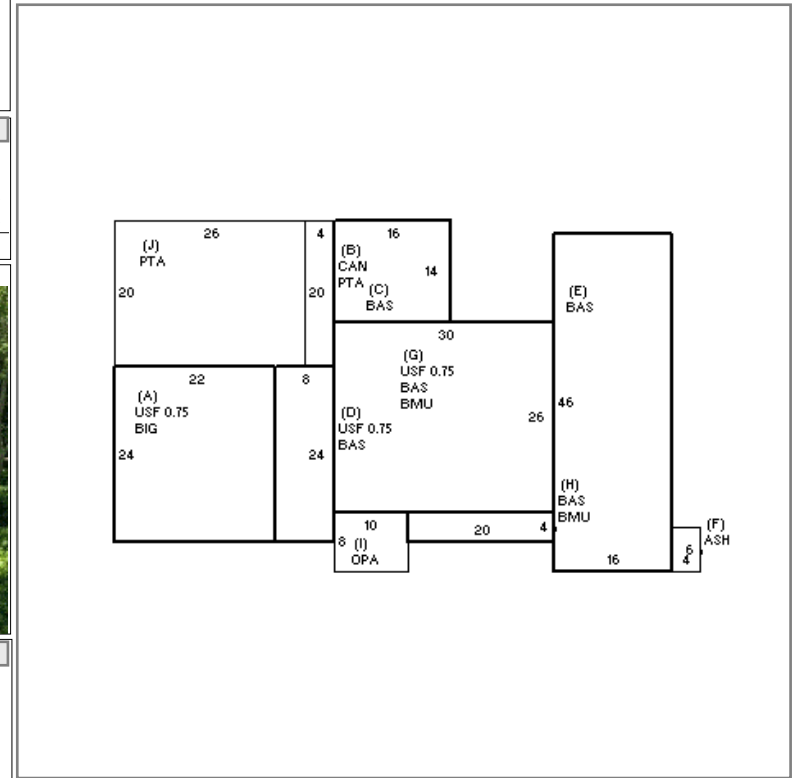 26
4
16
(J)
PTA
(B)
CAN
PTA
(C)
BAS
14
20
20
(E)
BAS
30
(G)
USF 0.75
BAS
BMU
22
8
(A)
USF 0.75
BIG
(D)
USF 0.75
BAS
26
46
24
24
(H)
BAS
BMU
10
20
4
8
(I)
OPA
(F)
ASH
6
4
16